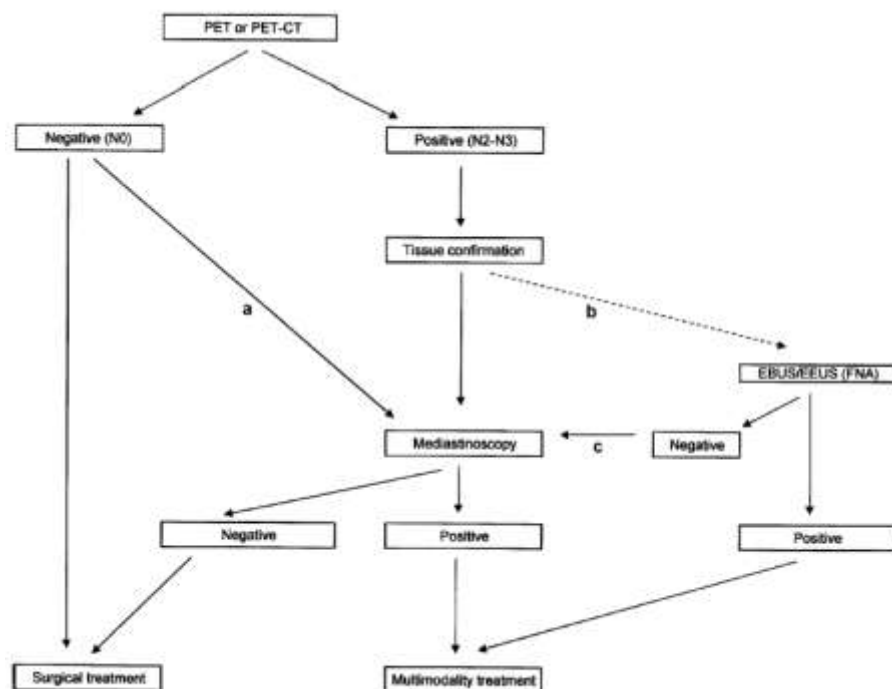 PET or PET-CT
Negative (N0)
Positive (N2-N3)
Tissue confirmation
a
b
EBUS/EEUS (FNA)
Mediastinoscopy
c
Negative
Negative
Positive
Positive
Surgical treatment
Multimodality treatment